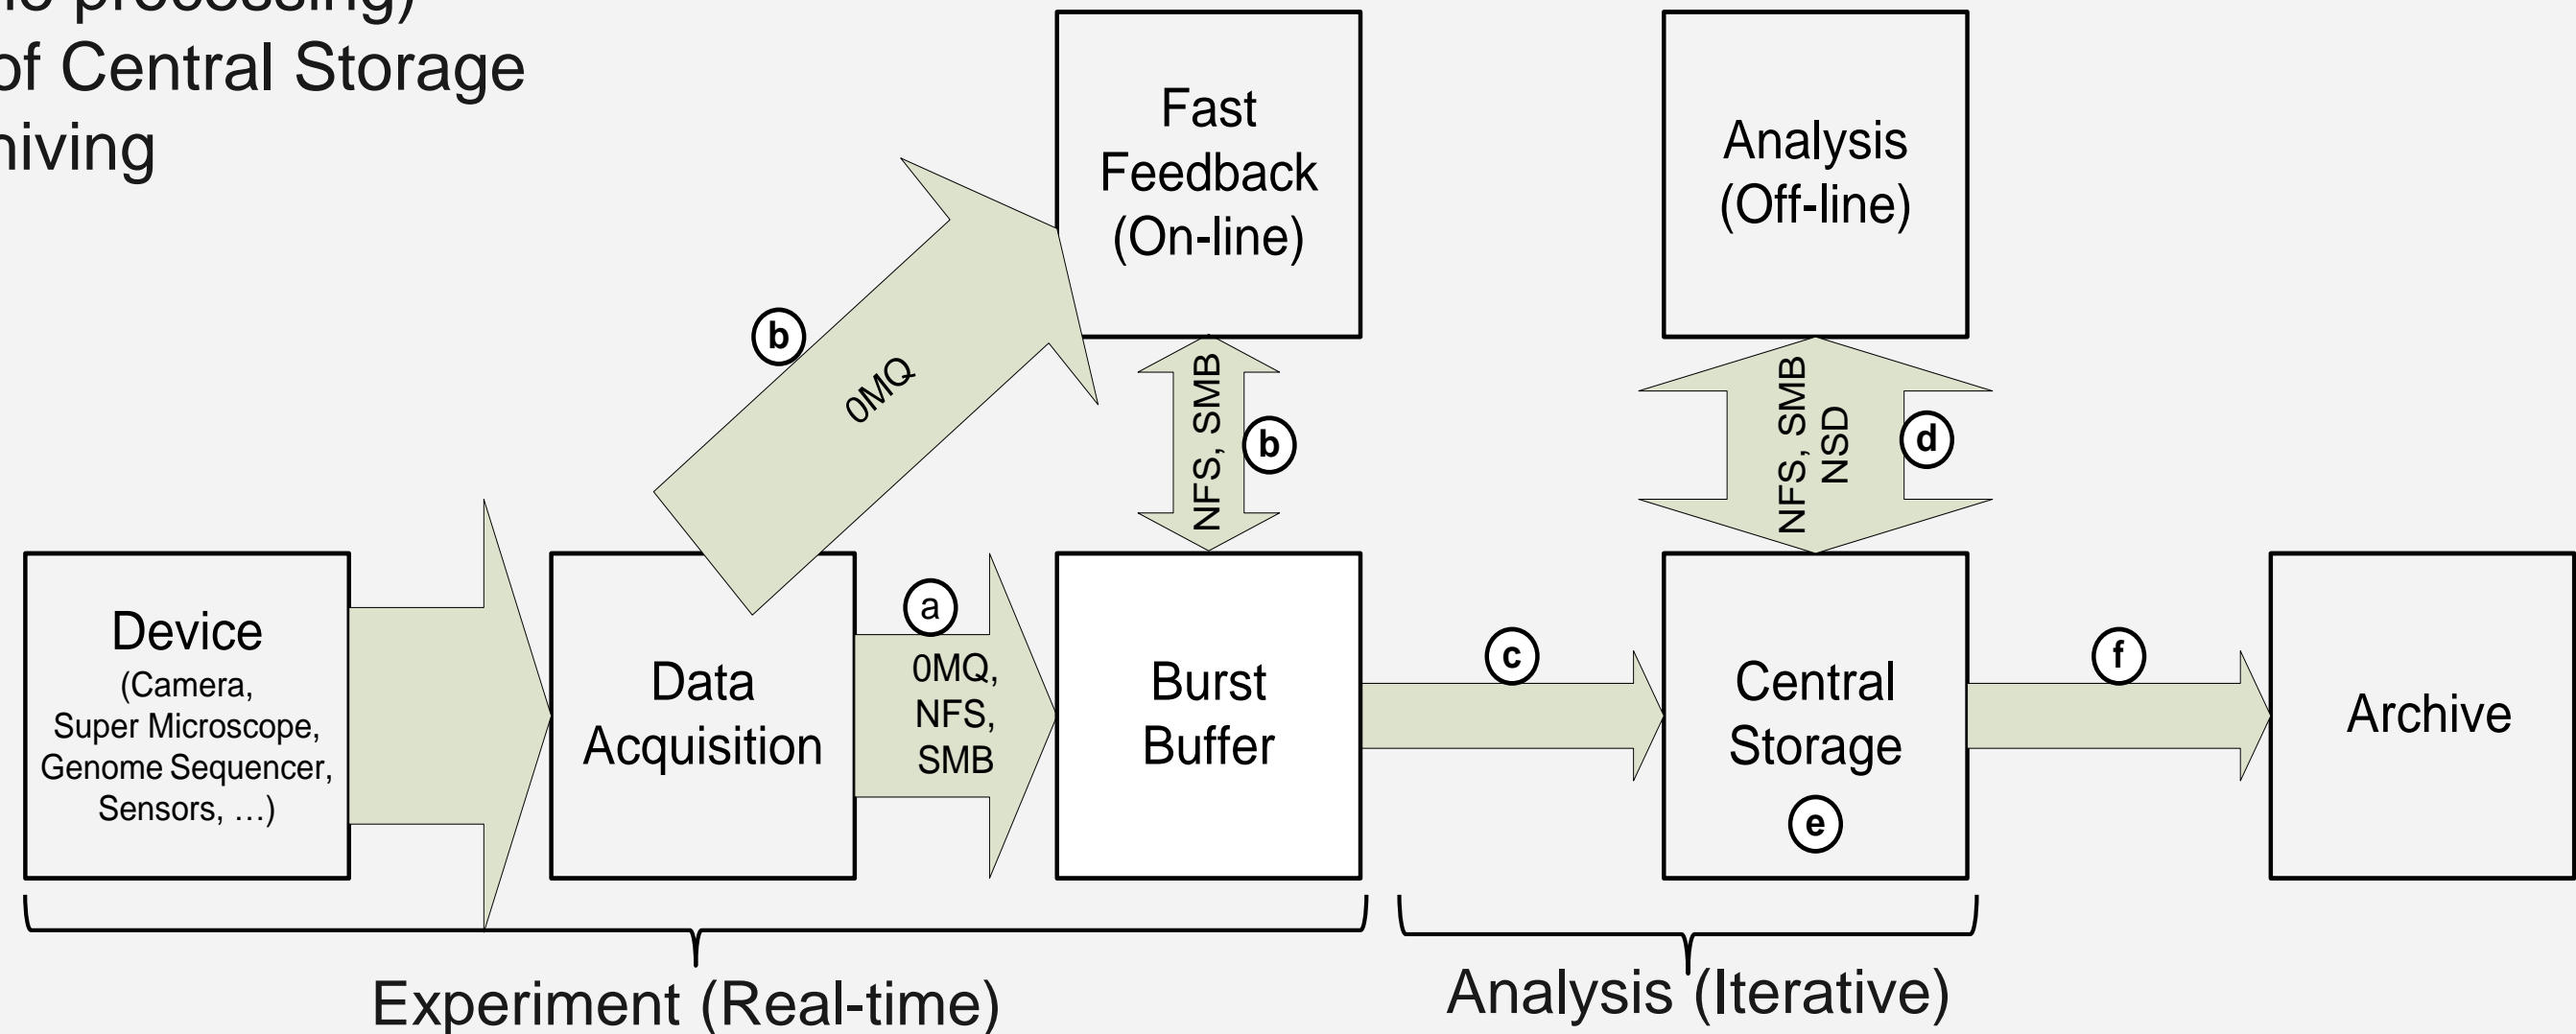 of Central Storage
Fast
Feedback
(On-line)
Analysis
(Off-line)
b
0MQ
NFS, SMB
b
NFS, SMB
NSD
d
Device
(Camera,
Super Microscope,
Genome Sequencer,
Sensors, …)
Data
Acquisition
a
0MQ,
NFS,
SMB
Burst
Buffer
c
Central
Storage
e
f
Archive
Experiment (Real-time)
Analysis (Iterative)